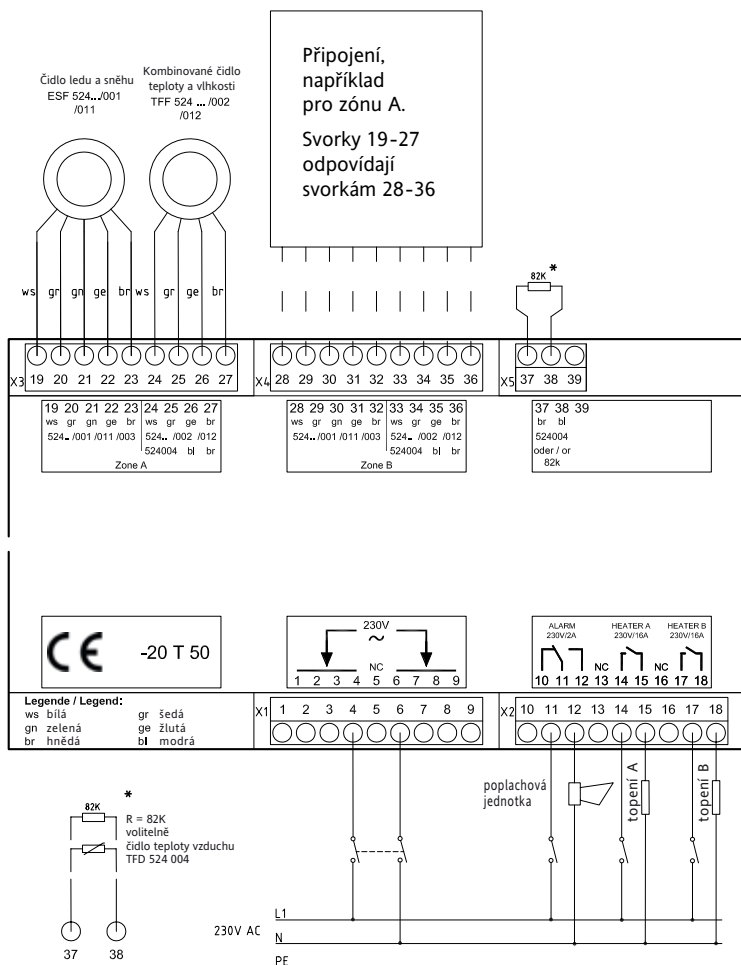 Čidlo ledu a sněhu
ESF 524.../001
/011
Kombinované čidlo
teploty a vlhkosti
TFF 524 ... /002
/012
Připojení,
například
pro zónu A.
Svorky 19-27
odpovídají
svorkám 28-36
82K *
ws gr gn ge br ws gr ge br
X3 19 20 21 22 23 24 25 26 27
X4 28 29 30 31 32 33 34 35 36
X5 37 38 39
19 20 21 22 23 24 25 26 27
ws gr gn ge br ws gr ge br
524.. /001 /011 /003 524.. /002 /012
524004 bl br
Zone A
28 29 30 31 32 33 34 35 36
ws gr gn ge br ws gr ge br
524.. /001 /011 /003 524.. /002 /012
524004 bl br
Zone B
37 38 39
br bl
524004
oder / or
82k
CE -20 T 50
230V
~
NC
1 2 3 4 5 6 7 8 9
ALARM
230V/2A
HEATER A
230V/16A
HEATER B
230V/16A
NC NC
10 11 12 13 14 15 16 17 18
Legende / Legend:
ws bílá gr šedá
gn zelená ge žlutá
br hnědá bl modrá
X1 1 2 3 4 5 6 7 8 9
X2 10 11 12 13 14 15 16 17 18
poplachová
jednotka
topení A
topení B
82K *
R = 82K
volitelně
čidlo teploty vzduchu
TFD 524 004
37 38
230V AC
L1
N
PE